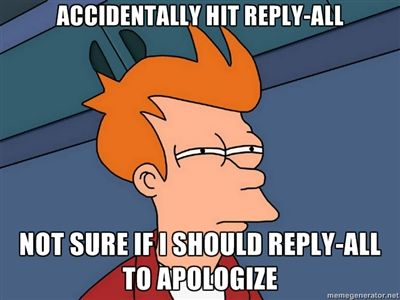 ACCIDENTALLY HIT REPLY-ALL
NOT SURE IF I SHOULD REPLY-ALL
TO APOLOGIZE
memegenerator.net